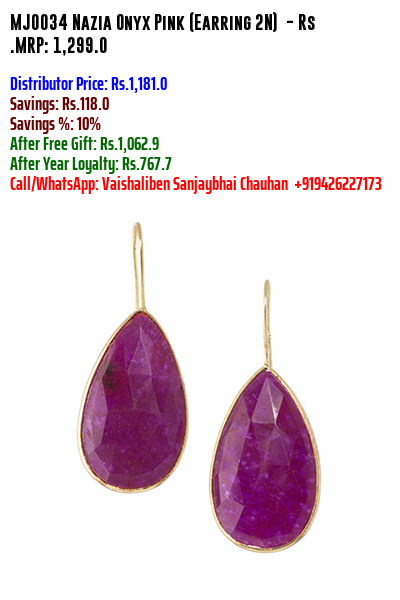 MJ0034 Nazia Onyx Pink (Earring 2N) - Rs
.MRP: 1,299.0
Distributor Price: Rs.1,181.0
Savings: Rs.118.0
Savings %: 10%
After Free Gift: Rs.1,062.9
After Year Loyalty: Rs.767.7
Call/WhatsApp: Vaishaliben Sanjaybhai Chauhan +919426227173